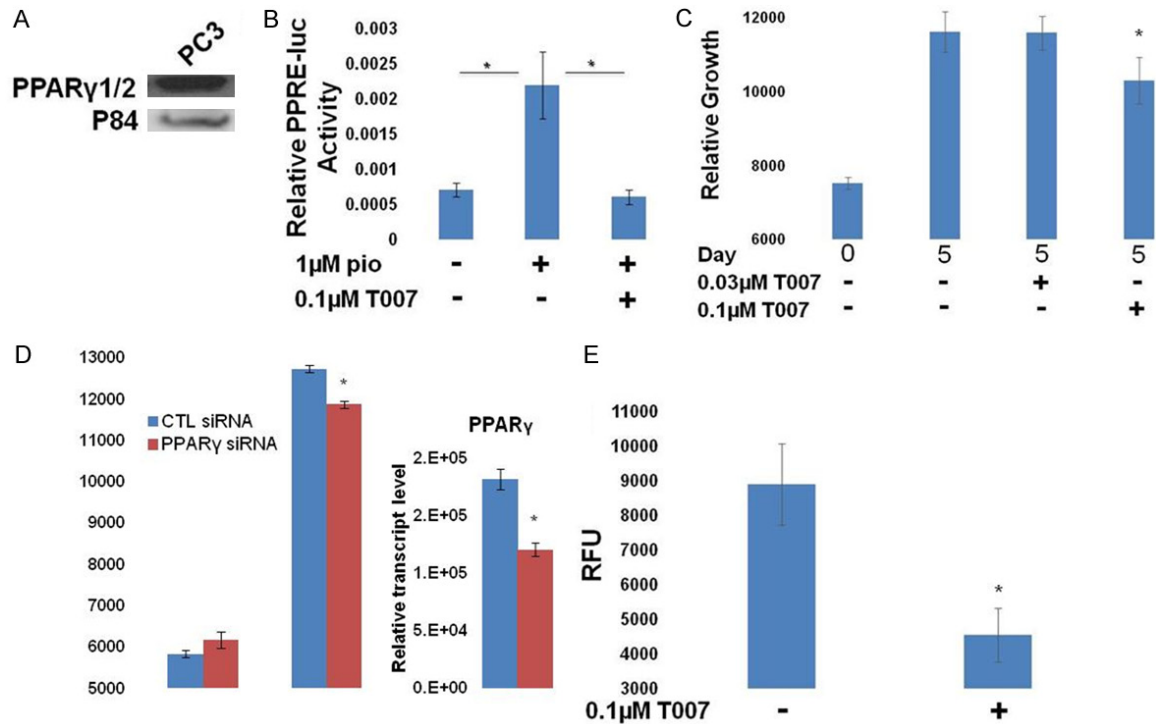 A
PC3
PPARγ1/2
P84
B
Relative PPRE-luc
Activity
0.003
0.0025
0.002
0.0015
0.001
0.0005
0
* *
1µM pio - + +
0.1µM T007 - - +
C
Relative Growth
12000
10000
8000
6000
*
Day 0 5 5 5
0.03µM T007 - - + -
0.1µM T007 - - - +
D
13000
12000
11000
10000
9000
8000
7000
6000
5000
CTL siRNA
PPARγ siRNA
*
PPARγ
Relative transcript level
2.E+05
2.E+05
1.E+05
5.E+04
0.E+00
*
E
RFU
11000
10000
9000
8000
7000
6000
5000
4000
3000
*
0.1µM T007 - +